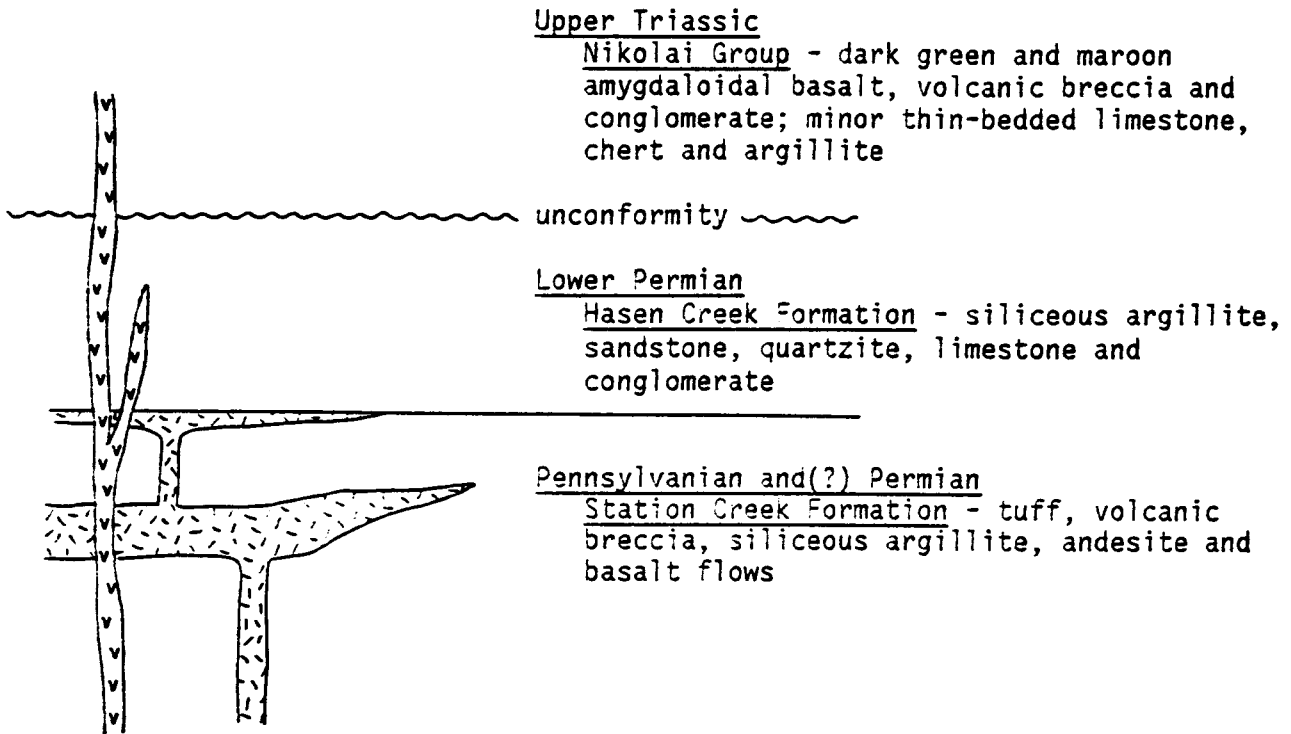 Upper Triassic
Nikolai Group - dark green and maroon
amygdaloidal basalt, volcanic breccia and
conglomerate; minor thin-bedded limestone,
chert and argillite
unconformity
Lower Permian
Hasen Creek Formation - siliceous argillite,
sandstone, quartzite, limestone and
conglomerate
Pennsylvanian and(?) Permian
Station Creek Formation - tuff, volcanic
breccia, siliceous argillite, andesite and
basalt flows